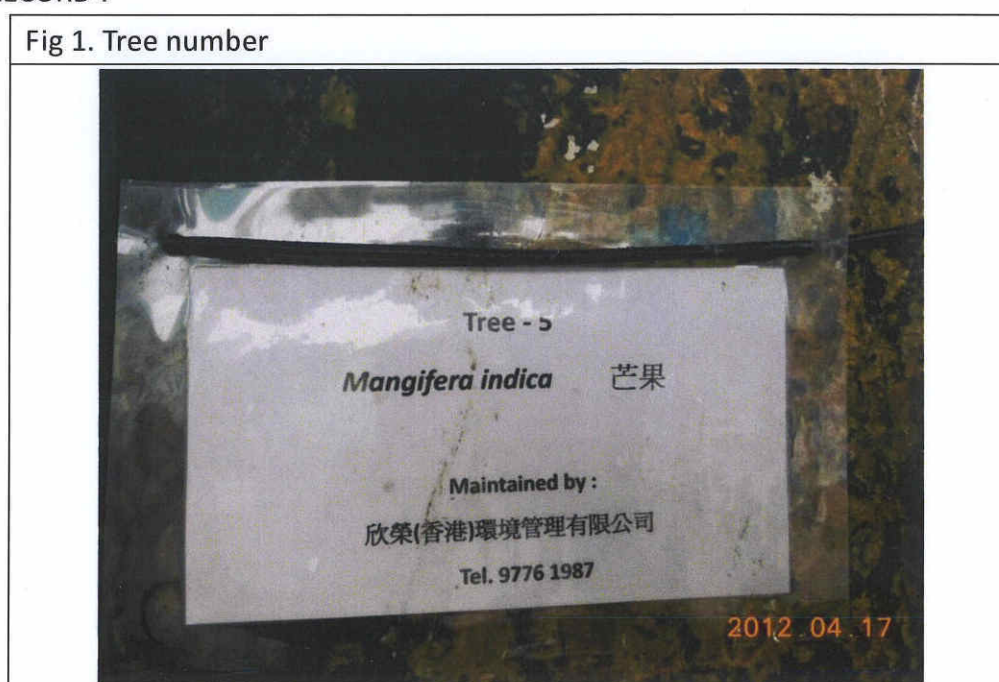 Fig 1. Tree number
Tree - 5
Mangifera indica 芒果
Maintained by :
欣榮(香港)環境管理有限公司
Tel. 9776 1987
2012.04.17